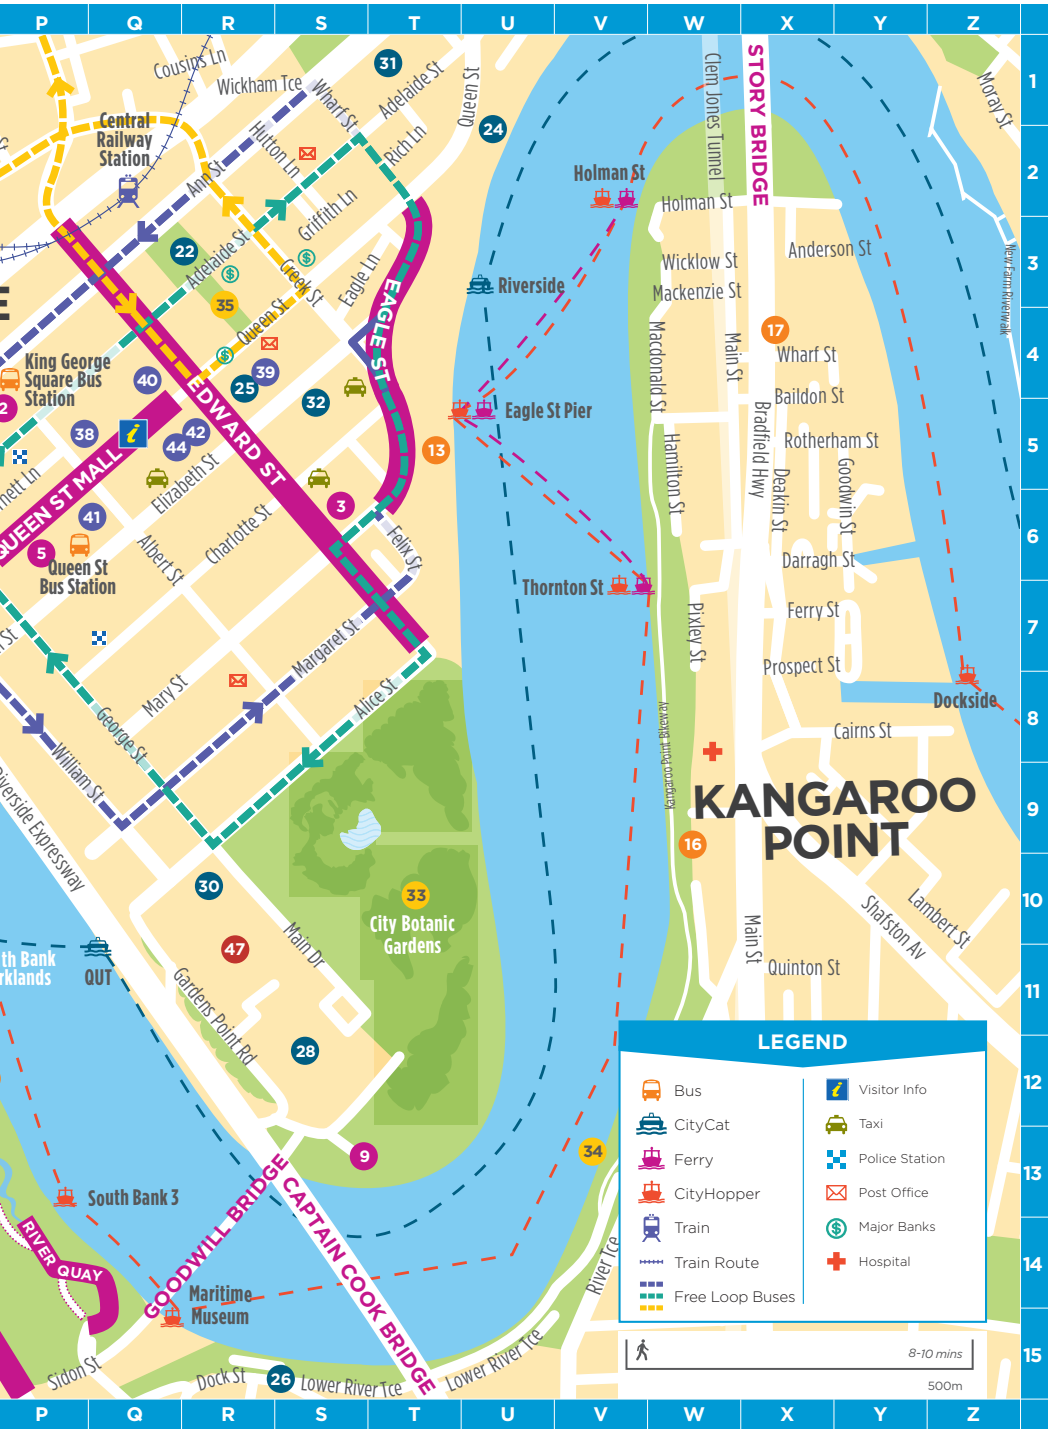 P Q R S T U V W X Y Z
1
2
3
4
5
6
7
8
9
10
11
12
13
14
15
Cousins Ln
Wickham Tce
Wharf St
31
Adelaide St
Queen St
24
Rich Ln
Clem Jones Tunnel
STORY BRIDGE
Moray St
Central
Railway
Station
Hutton Ln
Ann St
Griffith Ln
Holman St
Holman St
22
Adelaide St
Creek St
Eagle Ln
EAGLE ST
Riverside
Anderson St
Wicklow St
Mackenzie St
New Farm Riverwalk
E
35
Queen St
17
Wharf St
Macdonald St
Main St
King George
Square Bus
Station
2
40
39
25
32
Eagle St Pier
Baildon St
Bradfield Hwy
EDWARD ST
38
i
42
44
13
Hamilton St
Rotherham St
Deakin St
Goodwin St
nett Ln
QUEEN ST MALL
Elizabeth St
41
3
5
Queen St
Bus Station
Albert St
Charlotte St
Felix St
Darragh St
Thornton St
Pixley St
Ferry St
St
Margaret St
Prospect St
Mary St
Alice St
Dockside
George St
Kangaroo Point Bikeway
Cairns St
William St
Riverside Expressway
KANGAROO
POINT
16
30
33
City Botanic
Gardens
Main Dr
47
Main St
Shafston Av
Lambert St
th Bank
rklands
QUT
Gardens Point Rd
Quinton St
28
9
34
South Bank 3
RIVER QUAY
GOODWILL BRIDGE
CAPTAIN COOK BRIDGE
Maritime
Museum
River Tce
Sidon St
Dock St
26
Lower River Tce
Lower River Tce
LEGEND
Bus
CityCat
Ferry
CityHopper
Train
Train Route
Free Loop Buses
i Visitor Info
Taxi
Police Station
Post Office
$ Major Banks
Hospital
8-10 mins
500m
P Q R S T U V W X Y Z